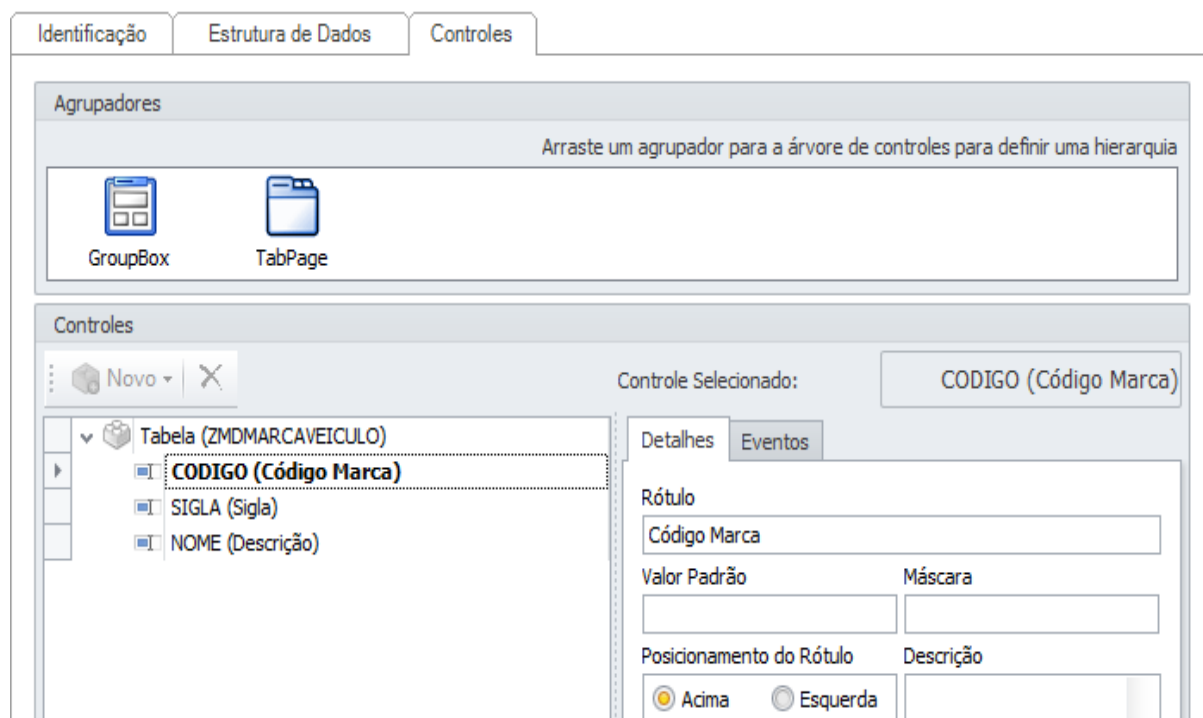 Identificação
Estrutura de Dados
Controles
Agrupadores
Arraste um agrupador para a árvore de controles para definir uma hierarquia
GroupBox
TabPage
Controles
Novo
Controle Selecionado:
CODIGO (Código Marca)
Tabela (ZMDMARCAVEICULO)
CODIGO (Código Marca)
SIGLA (Sigla)
NOME (Descrição)
Detalhes
Eventos
Rótulo
Código Marca
Valor Padrão
Máscara
Posicionamento do Rótulo
Descrição
Acima
Esquerda